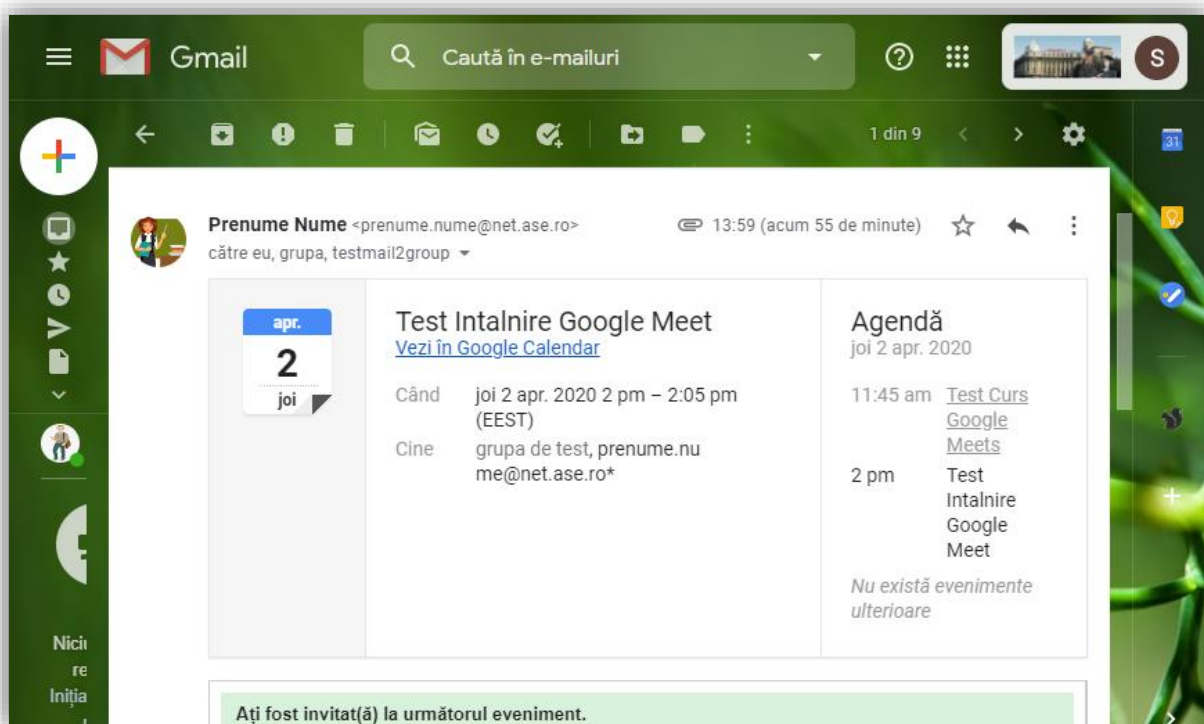 Gmail
Caută în e-mailuri
S
1 din 9
31
Prenume Nume <prenume.nume@net.ase.ro>
13:59 (acum 55 de minute)
către eu, grupa, testmail2group
apr.
2
joi
Test Intalnire Google Meet
Vezi în Google Calendar
Când
joi 2 apr. 2020 2 pm – 2:05 pm
(EEST)
Cine
grupa de test, prenume.nu
me@net.ase.ro*
Agendă
joi 2 apr. 2020
11:45 am Test Curs
Google
Meets
2 pm Test
Intalnire
Google
Meet
Nu există evenimente
ulterioare
re
Iniția
Ați fost invitat(ă) la următorul eveniment.